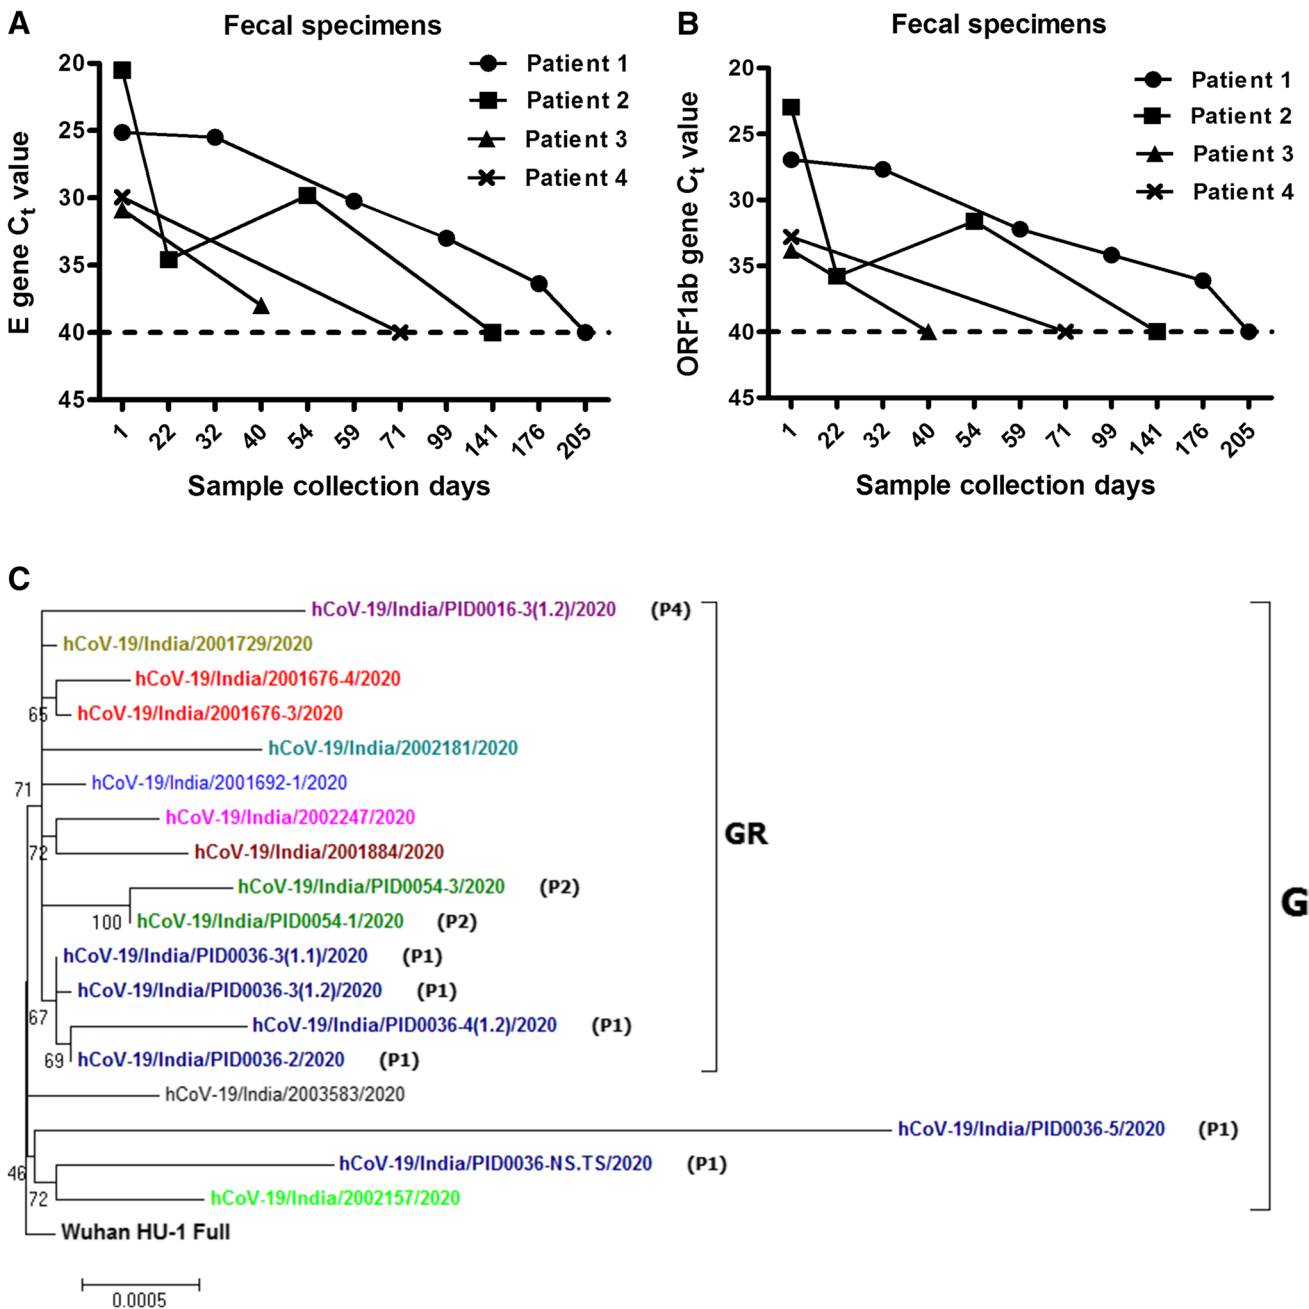 A
Fecal specimens
E gene Ct value
20
25
30
35
40
45
Patient 1
Patient 2
Patient 3
Patient 4
1 22 32 40 54 59 71 99 141 176 205
Sample collection days
B
Fecal specimens
ORF1ab gene Ct value
20
25
30
35
40
45
Patient 1
Patient 2
Patient 3
Patient 4
1 22 32 40 54 59 71 99 141 176 205
Sample collection days
C
hCoV-19/India/PID0016-3(1.2)/2020 (P4)
hCoV-19/India/2001729/2020
hCoV-19/India/2001676-4/2020
65 hCoV-19/India/2001676-3/2020
hCoV-19/India/2002181/2020
71 hCoV-19/India/2001692-1/2020
hCoV-19/India/2002247/2020
GR
72 hCoV-19/India/2001884/2020
hCoV-19/India/PID0054-3/2020 (P2)
G
100 hCoV-19/India/PID0054-1/2020 (P2)
hCoV-19/India/PID0036-3(1.1)/2020 (P1)
hCoV-19/India/PID0036-3(1.2)/2020 (P1)
67
hCoV-19/India/PID0036-4(1.2)/2020 (P1)
69 hCoV-19/India/PID0036-2/2020 (P1)
hCoV-19/India/2003583/2020
hCoV-19/India/PID0036-5/2020 (P1)
46
hCoV-19/India/PID0036-NS.TS/2020 (P1)
72 hCoV-19/India/2002157/2020
Wuhan HU-1 Full
0.0005